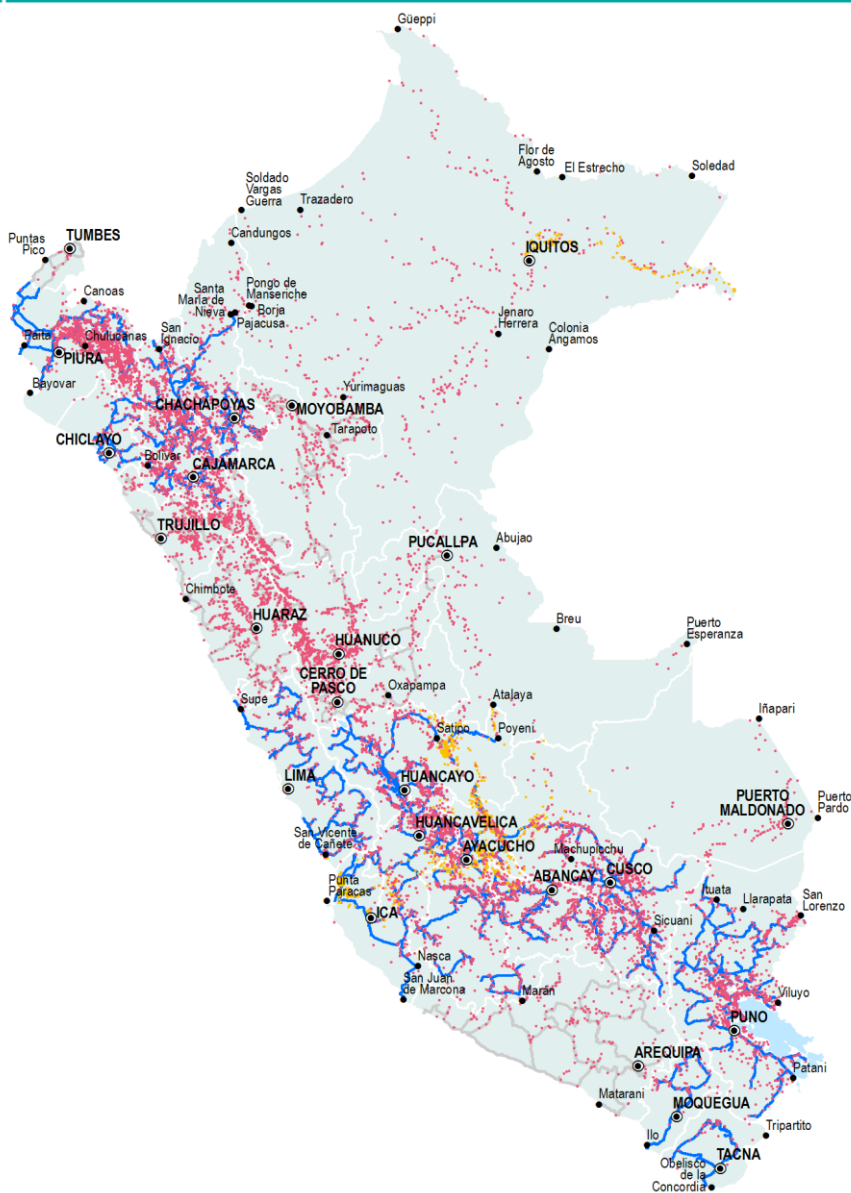 Güeppi
Flor de
Agosto
El Estrecho
Soledad
Soldado
Vargas
Guerra
Trazadero
TUMBES
Puntas
Pico
Candungos
IQUITOS
Canoas
Santa
Maria de
Nieva
Pongo de
Manseriche
Borja
Pajacusa
Jenaro
Herrera
Colonia
Angamos
Paita
Chulucanas
San
Ignacio
PIURA
Bayovar
Yurimaguas
CHACHAPOYAS
MOYOBAMBA
Tarapoto
CHICLAYO
Bolivar
CAJAMARCA
TRUJILLO
PUCALLPA
Abujao
Chimbote
HUARAZ
Breu
Puerto
Esperanza
HUANUCO
CERRO DE
PASCO
Oxapampa
Supe
Atalaya
Iñapari
Satipo
Poyeni
LIMA
HUANCAYO
PUERTO
MALDONADO
Puerto
Pardo
HUANCAVELICA
San Vicente
de Cañete
AYACUCHO
Machupicchu
CUSCO
ABANCAY
Punta
Paracas
ICA
Ituata
Llarapata
San
Lorenzo
Sicuani
Nasca
San Juan
de Marcona
Marán
Viluyo
PUNO
AREQUIPA
Patani
Matarani
MOQUEGUA
Ilo
Tripartito
TACNA
Obelisco
de la
Concordia